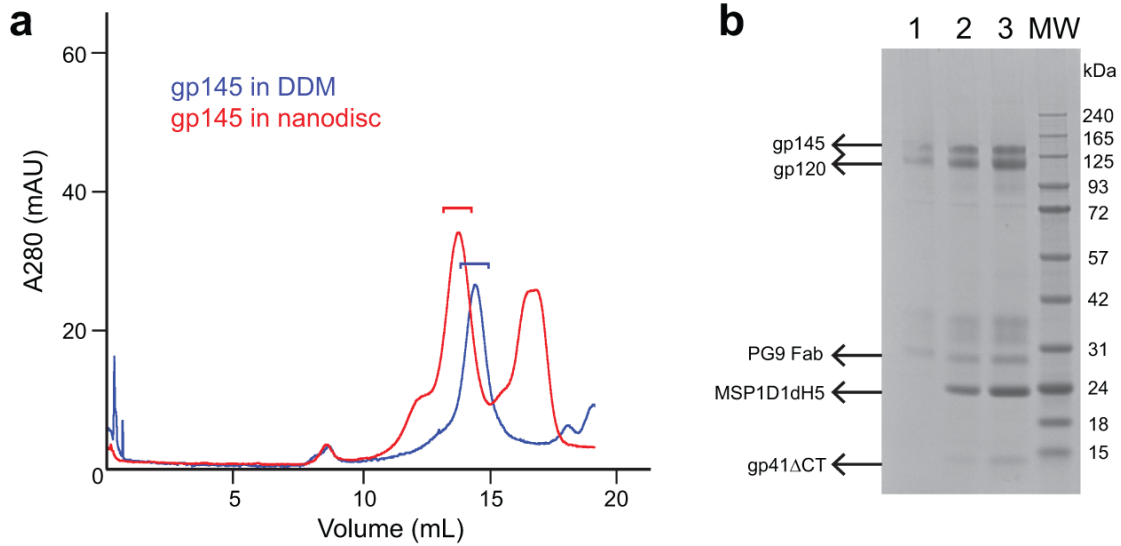 a
A280 (mAU)
60
40
20
0
gp145 in DDM
gp145 in nanodisc
5
10
15
20
Volume (mL)
b
1 2 3 MW
kDa
gp145
gp120
PG9 Fab
MSP1D1dH5
gp41ΔCT
240
165
125
93
72
57
42
31
24
18
15